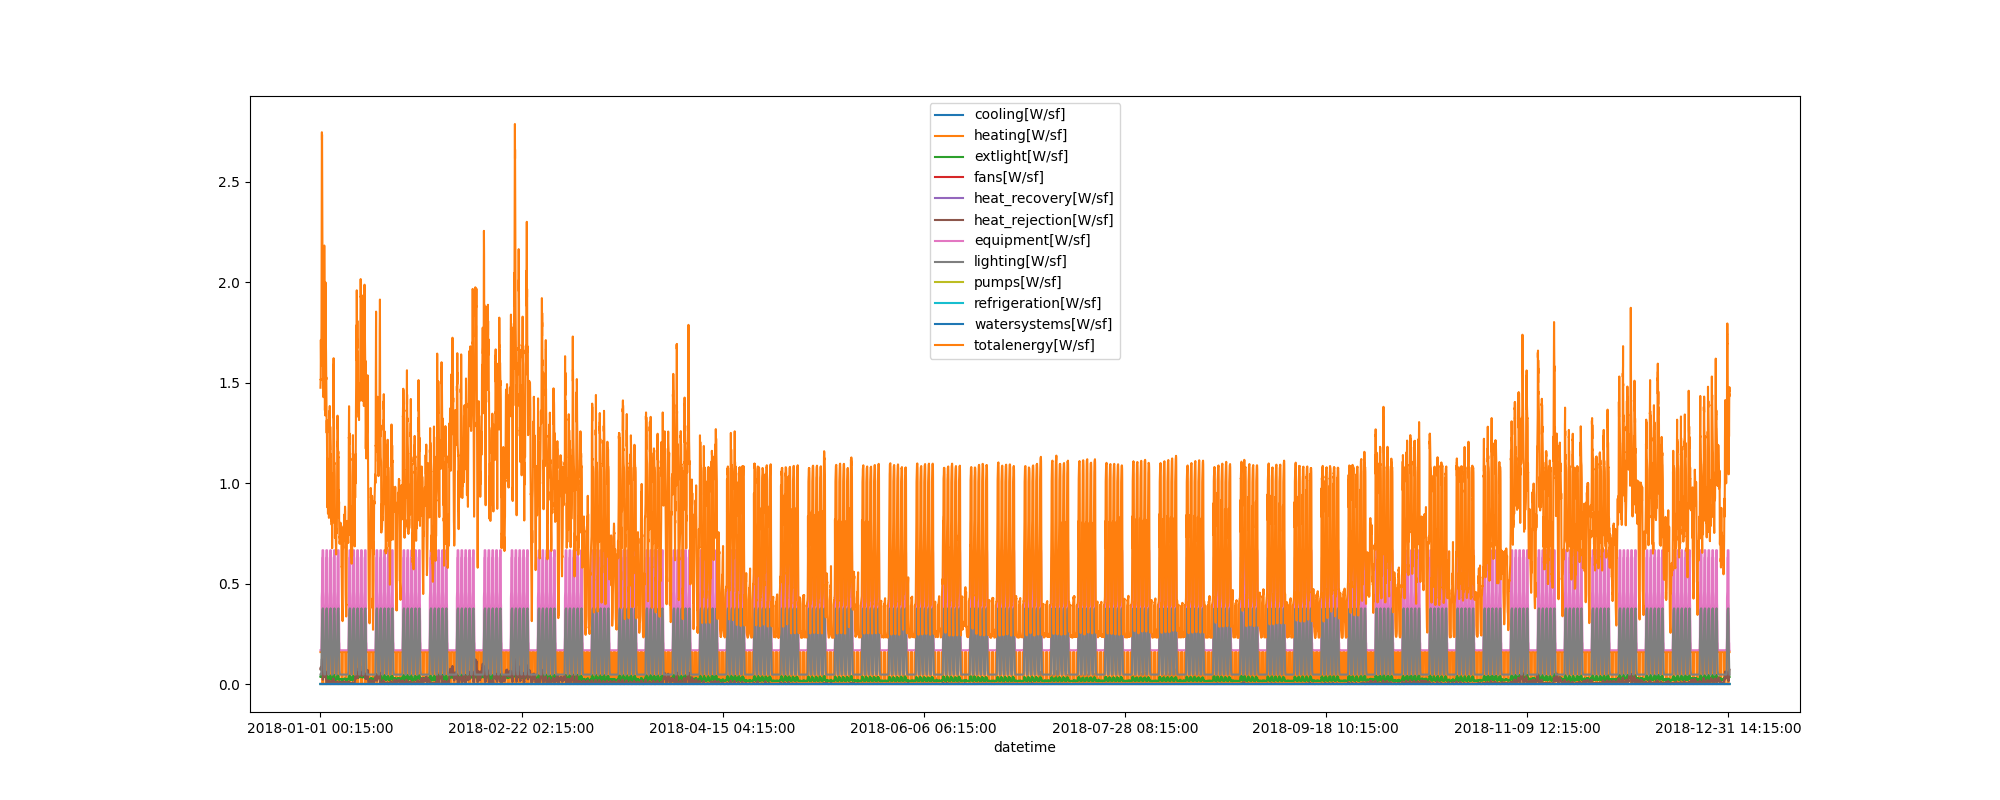 cooling[W/sf]
heating[W/sf]
extlight[W/sf]
fans[W/sf]
heat_recovery[W/sf]
heat_rejection[W/sf]
equipment[W/sf]
lighting[W/sf]
pumps[W/sf]
refrigeration[W/sf]
watersystems[W/sf]
totalenergy[W/sf]
2.5
2.0
1.5
1.0
0.5
0.0
2018-01-01 00:15:00 2018-02-22 02:15:00 2018-04-15 04:15:00 2018-06-06 06:15:00 2018-07-28 08:15:00 2018-09-18 10:15:00 2018-11-09 12:15:00 2018-12-31 14:15:00
datetime